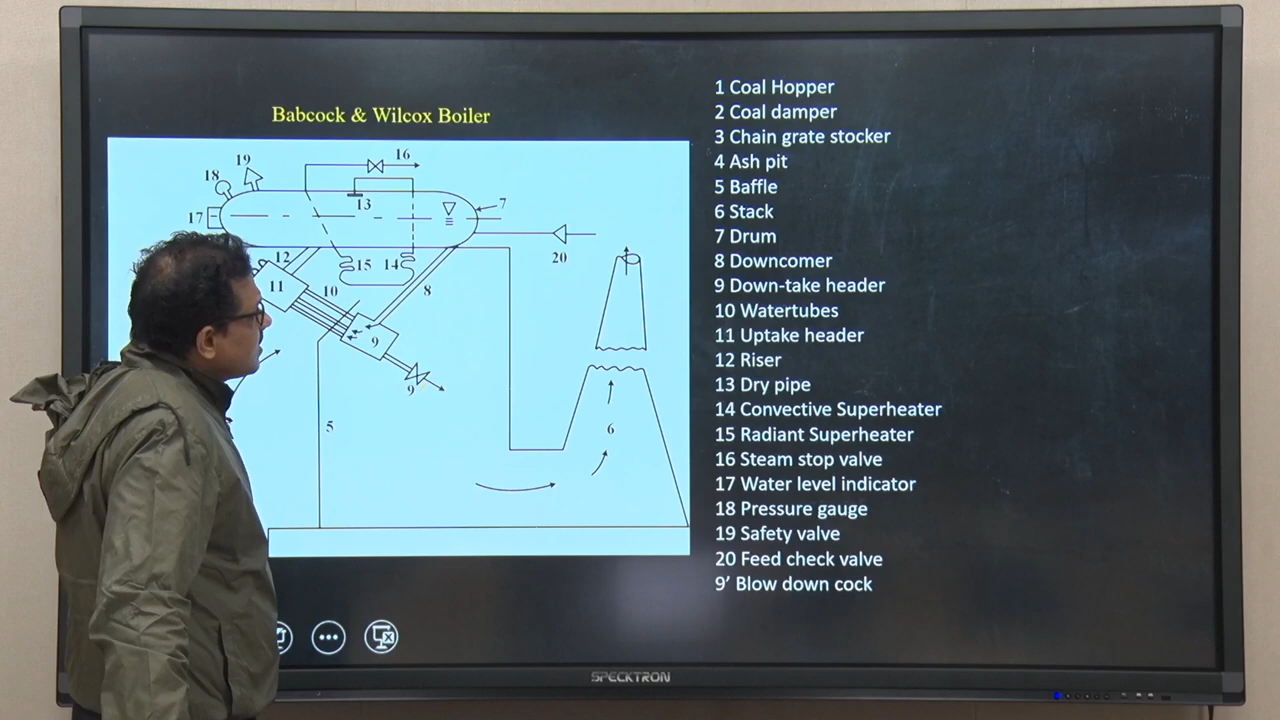 Babcock & Wilcox Boiler
19
16
18
13
7
17
12
15
14
20
11
10
8
9
9'
5
6
1 Coal Hopper
2 Coal damper
3 Chain grate stocker
4 Ash pit
5 Baffle
6 Stack
7 Drum
8 Downcomer
9 Down-take header
10 Watertubes
11 Uptake header
12 Riser
13 Dry pipe
14 Convective Superheater
15 Radiant Superheater
16 Steam stop valve
17 Water level indicator
18 Pressure gauge
19 Safety valve
20 Feed check valve
9’ Blow down cock
SPECKTRON